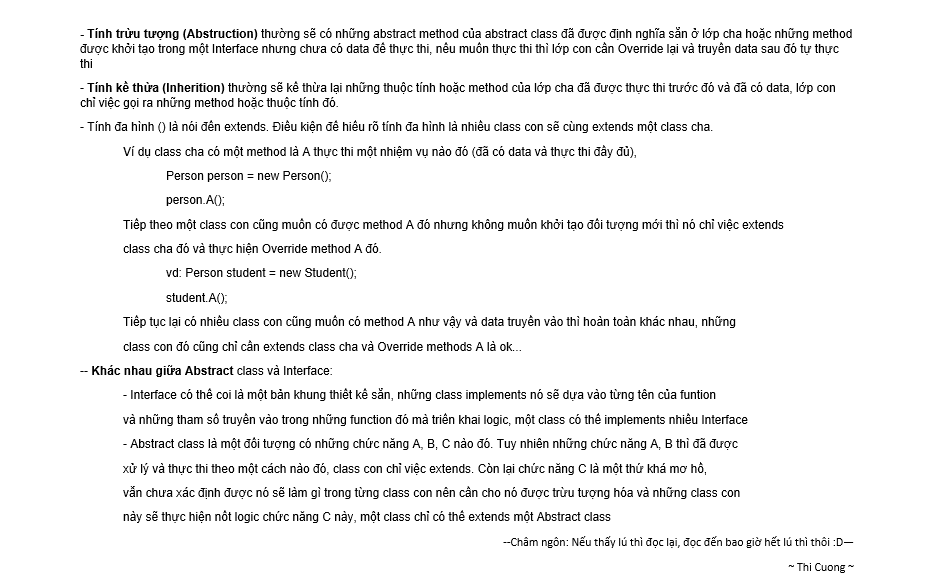 - Tính trừu tượng (Abstruction) thường sẽ có những abstract method của abstract class đã được định nghĩa sẵn ở lớp cha hoặc những method
được khởi tạo trong một Interface nhưng chưa có data để thực thi, nếu muốn thực thi thì lớp con cần Override lại và truyền data sau đó tự thực
thi
- Tính kế thừa (Inherition) thường sẽ kế thừa lại những thuộc tính hoặc method của lớp cha đã được thực thi trước đó và đã có data, lớp con
chỉ việc gọi ra những method hoặc thuộc tính đó.
- Tính đa hình () là nói đến extends. Điều kiện để hiểu rõ tính đa hình là nhiều class con sẽ cùng extends một class cha.
Ví dụ class cha có một method là A thực thi một nhiệm vụ nào đó (đã có data và thực thi đầy đủ),
Person person = new Person();
person.A();
Tiếp theo một class con cũng muốn có được method A đó nhưng không muốn khởi tạo đối tượng mới thì nó chỉ việc extends
class cha đó và thực hiện Override method A đó.
vd: Person student = new Student();
student.A();
Tiếp tục lại có nhiều class con cũng muốn có method A như vậy và data truyền vào thì hoàn toàn khác nhau, những
class con đó cũng chỉ cần extends class cha và Override methods A là ok...
-- Khác nhau giữa Abstract class và Interface:
- Interface có thể coi là một bản khung thiết kế sẵn, những class implements nó sẽ dựa vào từng tên của funtion
và những tham số truyền vào trong những function đó mà triển khai logic, một class có thể implements nhiều Interface
- Abstract class là một đối tượng có những chức năng A, B, C nào đó. Tuy nhiên những chức năng A, B thì đã được
xử lý và thực thi theo một cách nào đó, class con chỉ việc extends. Còn lại chức năng C là một thứ khá mơ hồ,
vẫn chưa xác định được nó sẽ làm gì trong từng class con nên cần cho nó được trừu tượng hóa và những class con
này sẽ thực hiện nốt logic chức năng C này, một class chỉ có thể extends một Abstract class
--Châm ngôn: Nếu thấy lú thì đọc lại, đọc đến bao giờ hết lú thì thôi :D—
~ Thi Cuong ~